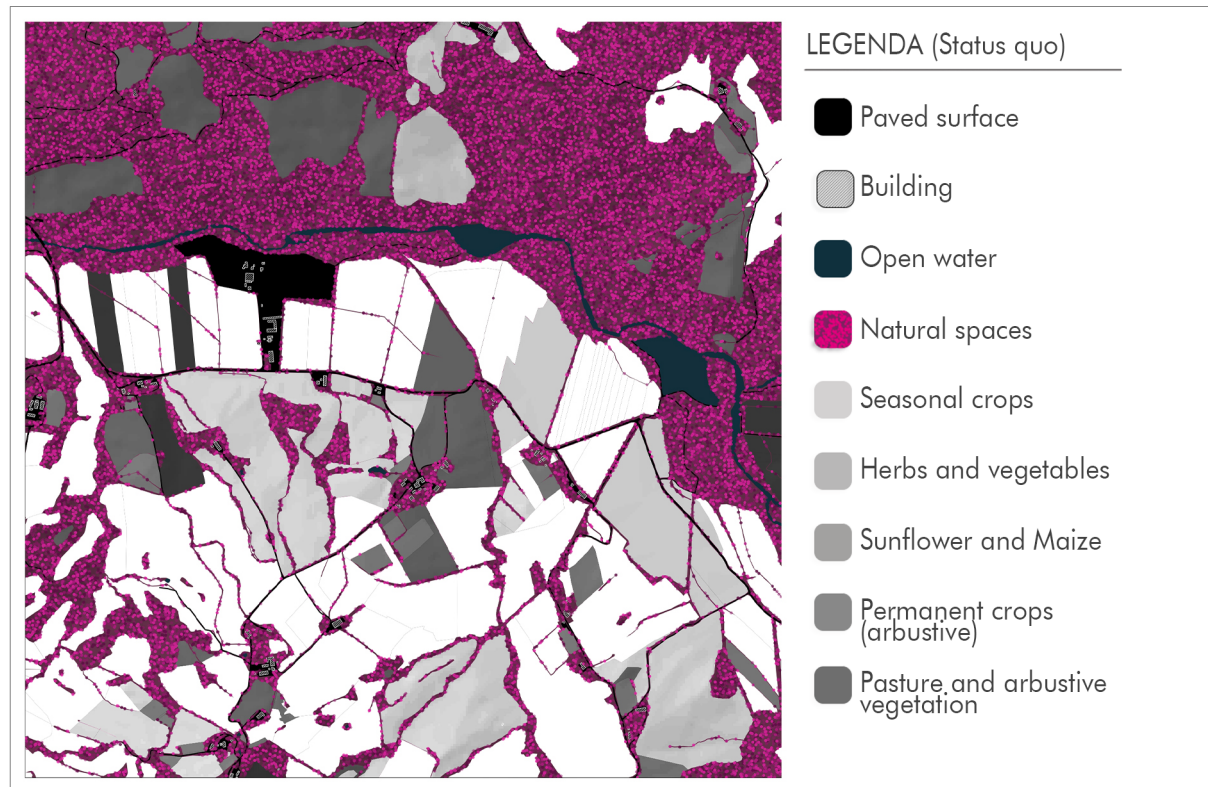 LEGENDA (Status quo)
Paved surface
Building
Open water
Natural spaces
Seasonal crops
Herbs and vegetables
Sunflower and Maize
Permanent crops
(arbustive)
Pasture and arbustive
vegetation